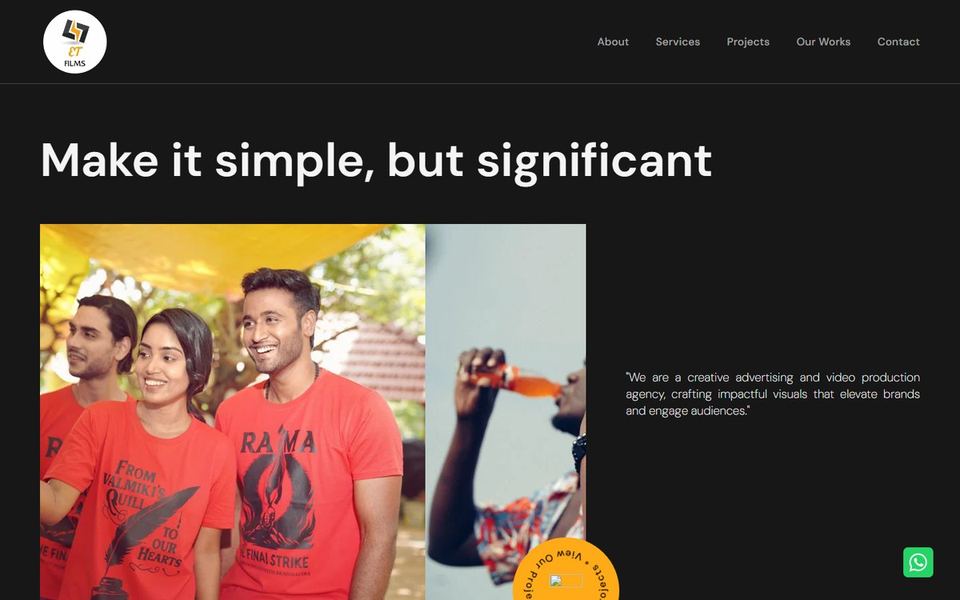 ET
FILMS
About
Services
Projects
Our Works
Contact
Make it simple, but significant
FROM
VALMIKI'S
QUILL
TO
OUR
HEARTS
RAMA
E FINAL STRIKE
"We are a creative advertising and video production
agency, crafting impactful visuals that elevate brands
and engage audiences."
View Our Proje